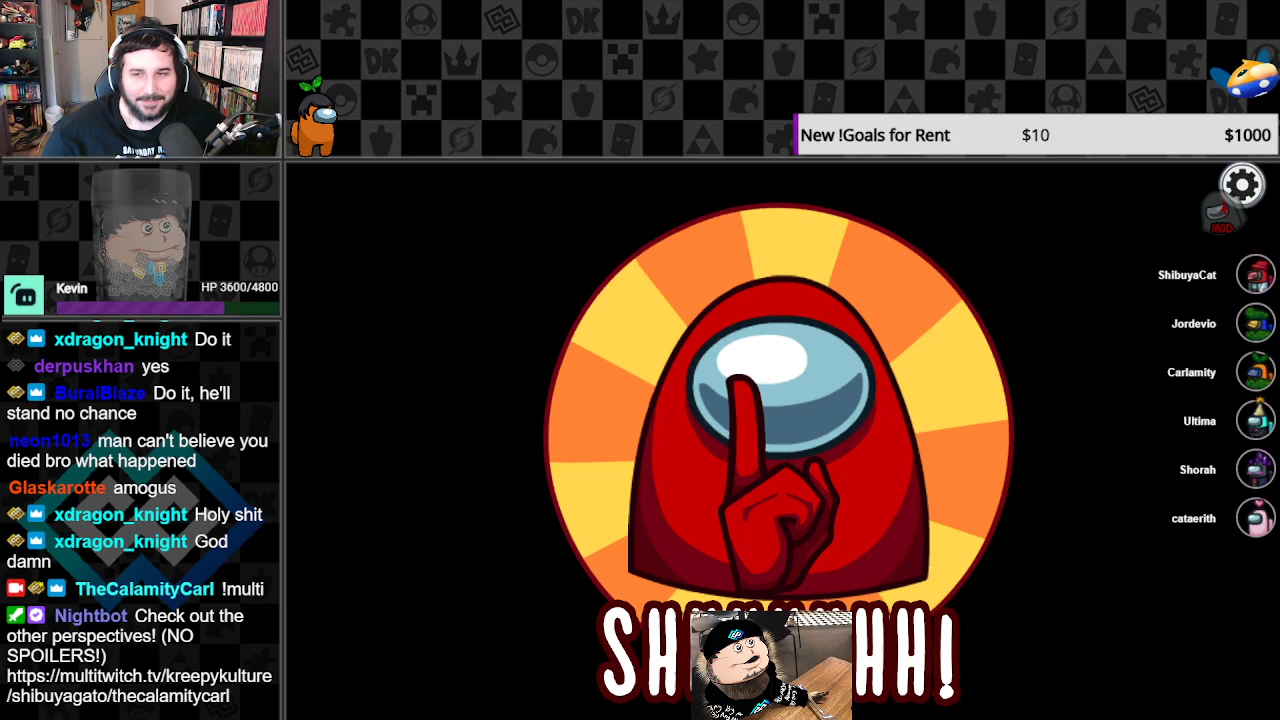 New !Goals for Rent $10 $1000
MOD
Kevin HP 3600/4800
xdragon_knight Do it
derpuskhan yes
BuraiBlaze Do it, he'll
stand no chance
neon1013 man can't believe you
died bro what happened
Glaskarotte amogus
xdragon_knight Holy shit
xdragon_knight God
damn
TheCalamityCarl !multi
Nightbot Check out the
other perspectives! (NO
SPOILERS!)
https://multitwitch.tv/kreepykulture
/shibuyagato/thecalamitycarl
ShibuyaCat
Jordevio
Carlamity
Ultima
Shorah
cataerith
DK
DK